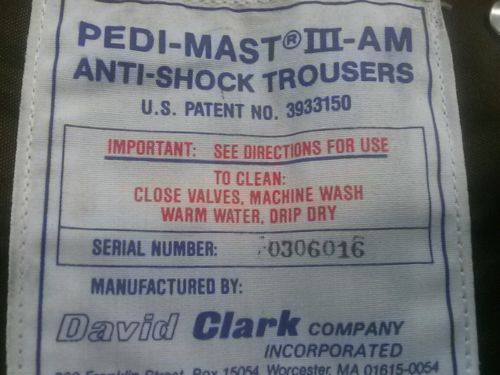 PEDI-MAST® III-AM
ANTI-SHOCK TROUSERS
U.S. PATENT NO. 3933150
IMPORTANT: SEE DIRECTIONS FOR USE
TO CLEAN:
CLOSE VALVES, MACHINE WASH
WARM WATER, DRIP DRY
SERIAL NUMBER: 0306016
MANUFACTURED BY:
David Clark COMPANY
INCORPORATED
Franklin Street, Box 15054, Worcester, MA 01615-0054